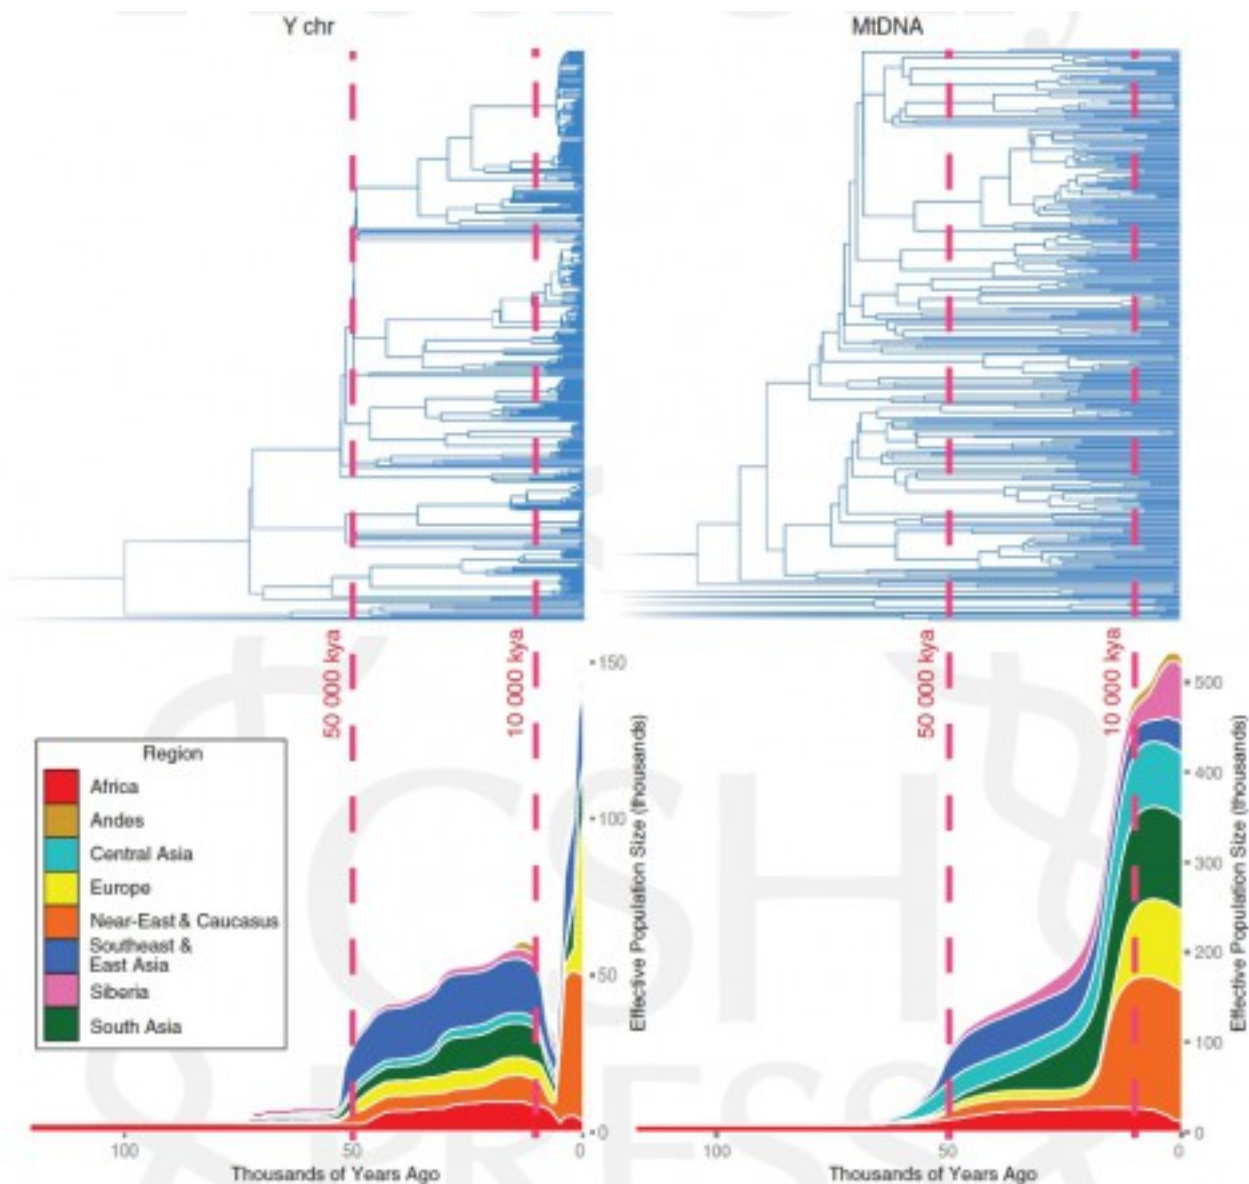 Y chr
MtDNA
50 000 kya
10 000 kya
50 000 kya
10 000 kya
150
100
50
0
Effective Population Size (thousands)
500
400
300
200
100
0
Effective Population Size (thousands)
Region
Africa
Andes
Central Asia
Europe
Near-East & Caucasus
Southeast &
East Asia
Siberia
South Asia
100
50
0
Thousands of Years Ago
100
50
0
Thousands of Years Ago
CSH
PRESS